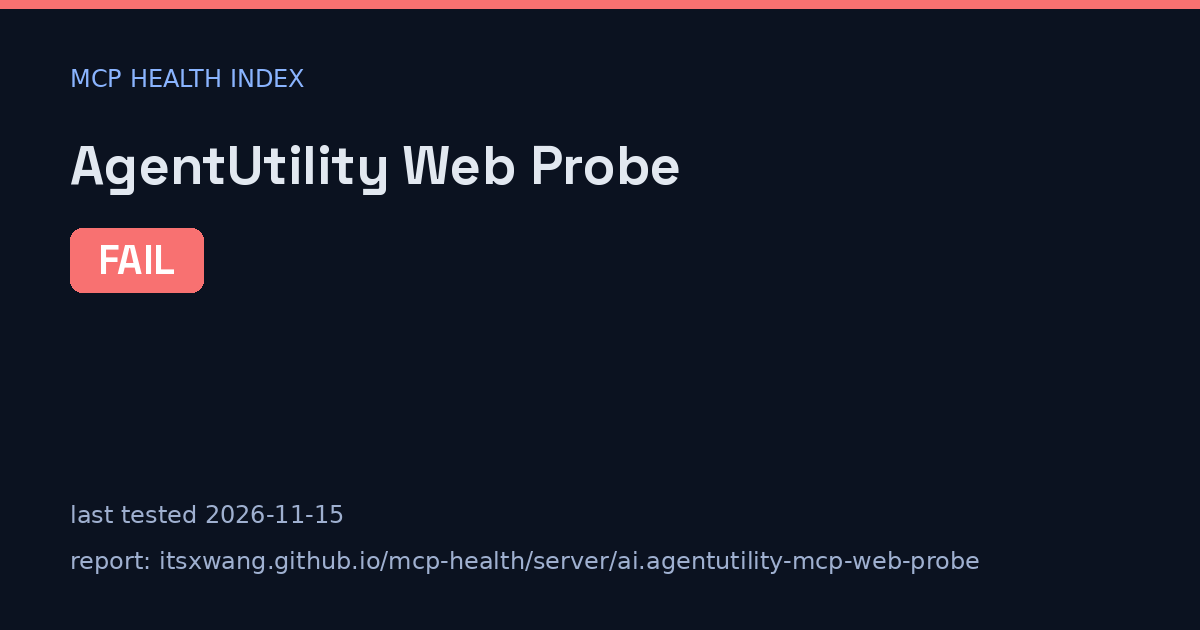 MCP HEALTH INDEX
AgentUtility Web Probe
FAIL
last tested 2026-11-15
report: itsxwang.github.io/mcp-health/server/ai.agentutility-mcp-web-probe